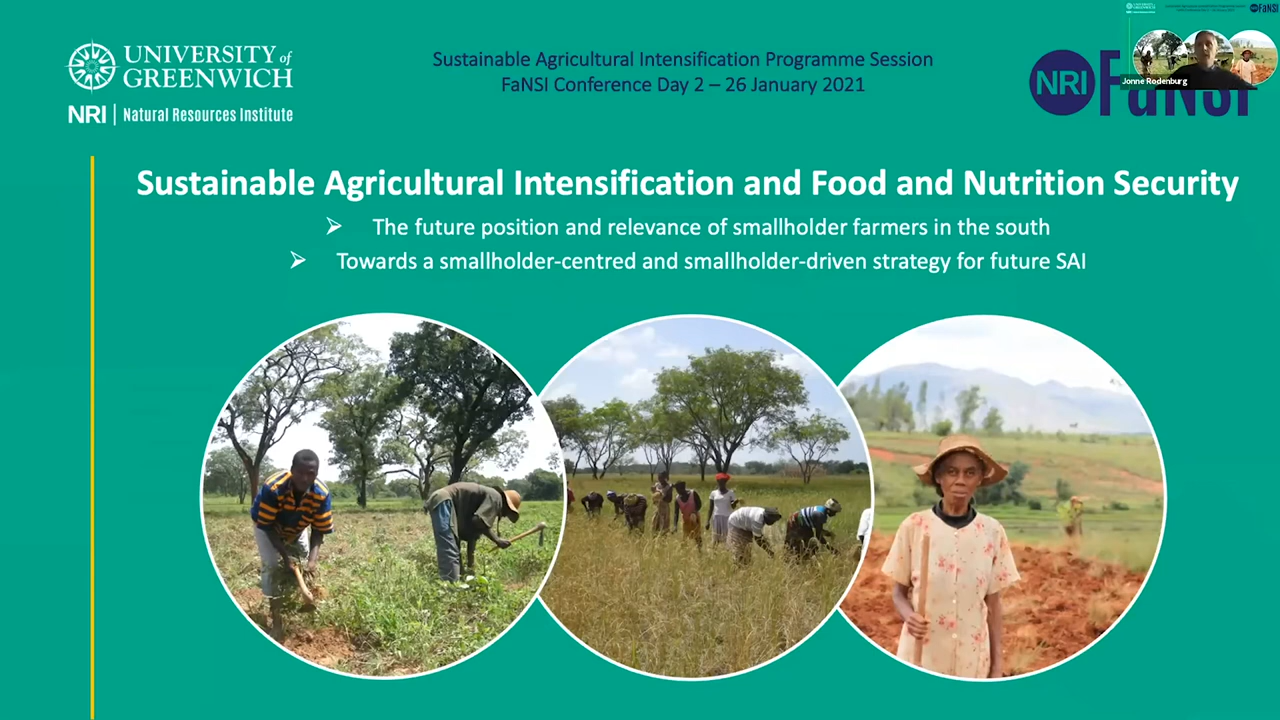 UNIVERSITY of
GREENWICH
NRI | Natural Resources Institute
Sustainable Agricultural Intensification Programme Session
FaNSI Conference Day 2 – 26 January 2021
NRI FaNSI
Jonne Rodenburg
Sustainable Agricultural Intensification and Food and Nutrition Security
➢ The future position and relevance of smallholder farmers in the south
➢ Towards a smallholder-centred and smallholder-driven strategy for future SAI